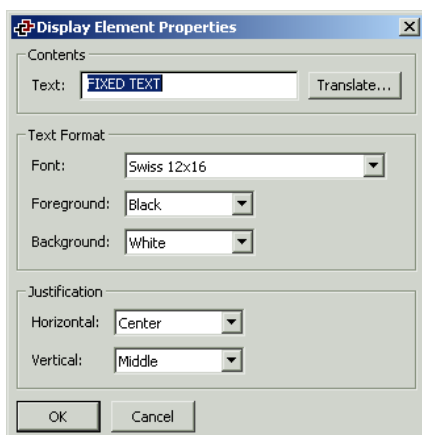 Display Element Properties
Contents
Text: FIXED TEXT Translate...
Text Format
Font: Swiss 12x16
Foreground: Black
Background: White
Justification
Horizontal: Center
Vertical: Middle
OK Cancel